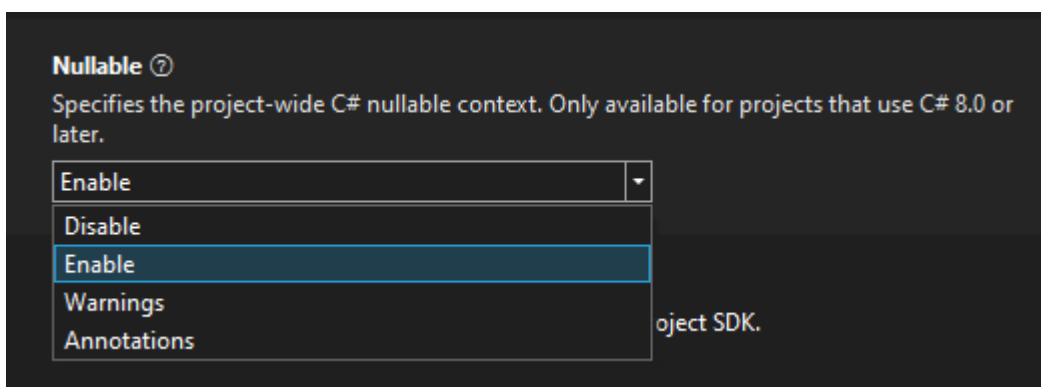 Nullable ?
Specifies the project-wide C# nullable context. Only available for projects that use C# 8.0 or
later.
Enable
Disable
Enable
Warnings
oject SDK.
Annotations